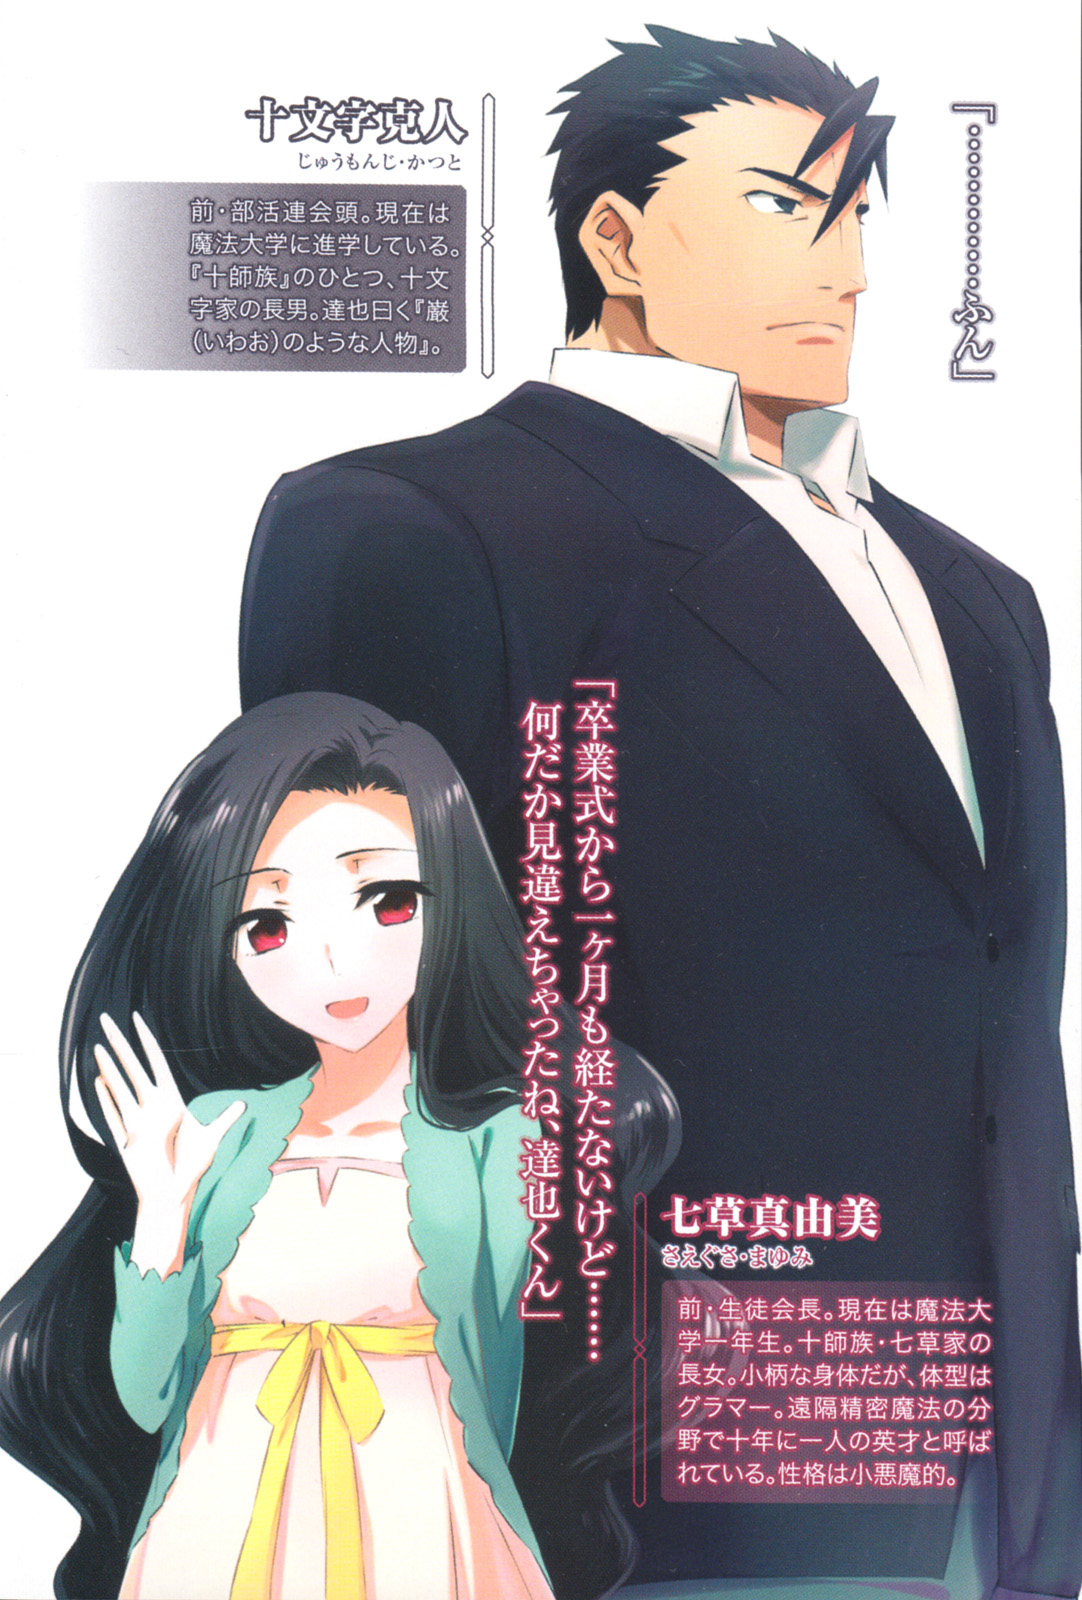 『…………ふん』
十文字克人
じゅうもんじ・かつと
前・部活連会頭。現在は
魔法大学に進学している。
『十師族』のひとつ、十文
字家の長男。達也曰く『巌
（いわお）のような人物』。
「卒業式から一ヶ月も経たないけど……
何だか見違えちゃったね、達也くん」
七草真由美
さえぐさ・まゆみ
前・生徒会長。現在は魔法大
学一年生。十師族・七草家の
長女。小柄な身体だが、体型は
グラマー。遠隔精密魔法の分
野で十年に一人の英才と呼ば
れている。性格は小悪魔的。